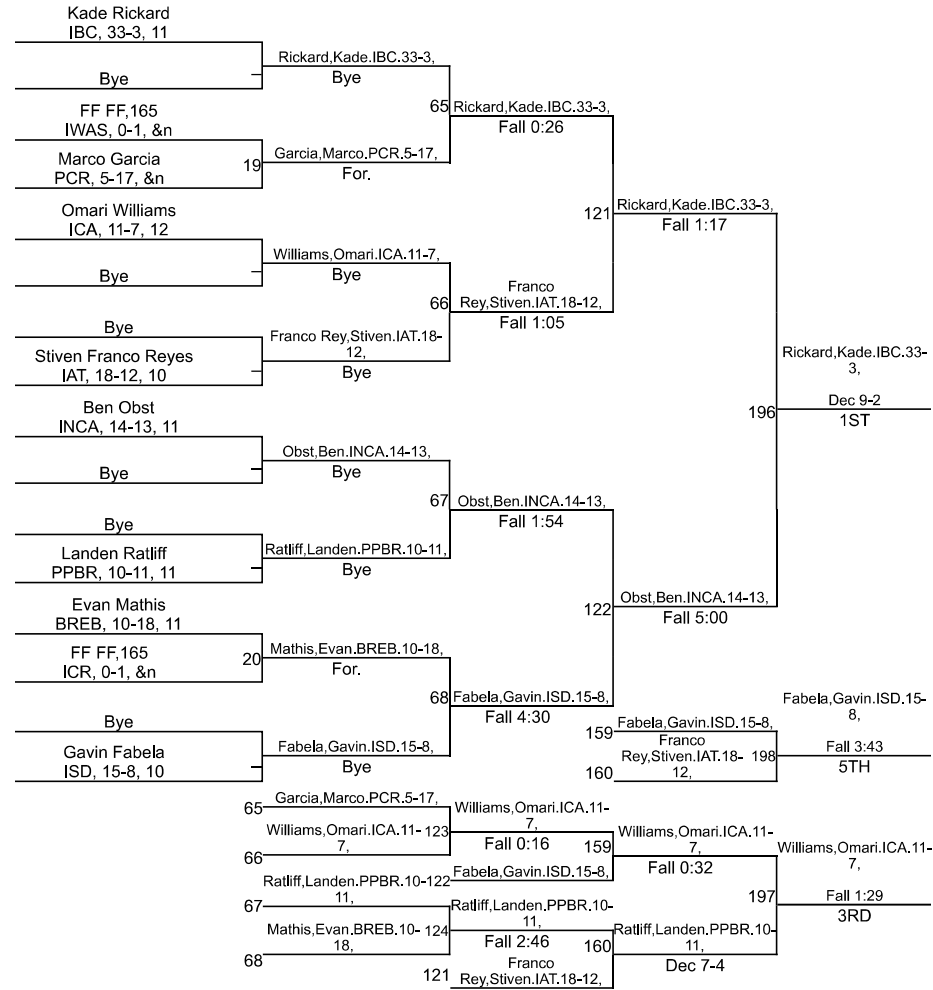 Kade Rickard
IBC, 33-3, 11
Rickard,Kade.IBC.33-3,
Bye
Bye
FF FF,165
IWAS, 0-1, &n
65
Rickard,Kade.IBC.33-3,
Fall 0:26
Marco Garcia
PCR, 5-17, &n
19
Garcia,Marco.PCR.5-17,
For.
Omari Williams
ICA, 11-7, 12
121
Rickard,Kade.IBC.33-3,
Fall 1:17
Williams,Omari.ICA.11-7,
Bye
Bye
66
Franco
Rey,Stiven.IAT.18-12,
Fall 1:05
Bye
Franco Rey,Stiven.IAT.18-
12,
Bye
Stiven Franco Reyes
IAT, 18-12, 10
Rickard,Kade.IBC.33-
3,
196
Dec 9-2
1ST
Ben Obst
INCA, 14-13, 11
Obst,Ben.INCA.14-13,
Bye
Bye
67
Obst,Ben.INCA.14-13,
Fall 1:54
Bye
Landen Ratliff
PPBR, 10-11, 11
Ratliff,Landen.PPBR.10-11,
Bye
Evan Mathis
BREB, 10-18, 11
122
Obst,Ben.INCA.14-13,
Fall 5:00
FF FF,165
ICR, 0-1, &n
20
Mathis,Evan.BREB.10-18,
For.
68
Fabela,Gavin.ISD.15-8,
Fall 4:30
Bye
Gavin Fabela
ISD, 15-8, 10
Fabela,Gavin.ISD.15-8,
Bye
159
Fabela,Gavin.ISD.15-8,
Franco
Rey,Stiven.IAT.18-
12,
160
198
Fabela,Gavin.ISD.15-
8,
Fall 3:43
5TH
65
Garcia,Marco.PCR.5-17,
Williams,Omari.ICA.11-
7,
66
123
Williams,Omari.ICA.11-
7,
Fall 0:16
159
Williams,Omari.ICA.11-
7,
Fall 0:32
122
Fabela,Gavin.ISD.15-8,
Ratliff,Landen.PPBR.10-
11,
67
Mathis,Evan.BREB.10-
18,
68
124
Ratliff,Landen.PPBR.10-
11,
Fall 2:46
160
Ratliff,Landen.PPBR.10-
11,
Dec 7-4
121
Franco
Rey,Stiven.IAT.18-12,
197
Williams,Omari.ICA.11-
7,
Fall 1:29
3RD